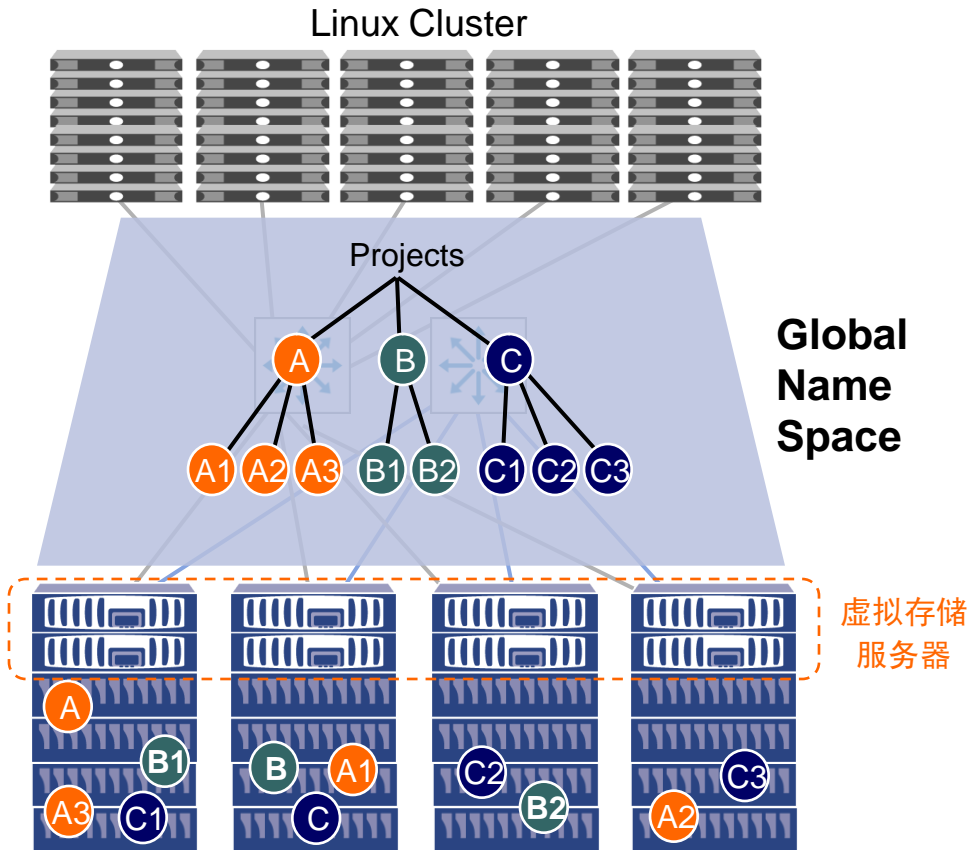 Linux Cluster
Projects
A B C
A1 A2 A3 B1 B2 C1 C2 C3
Global
Name
Space
虚拟存储
服务器
A
B1
A3
C1
B
A1
C
C2
B2
C3
A2